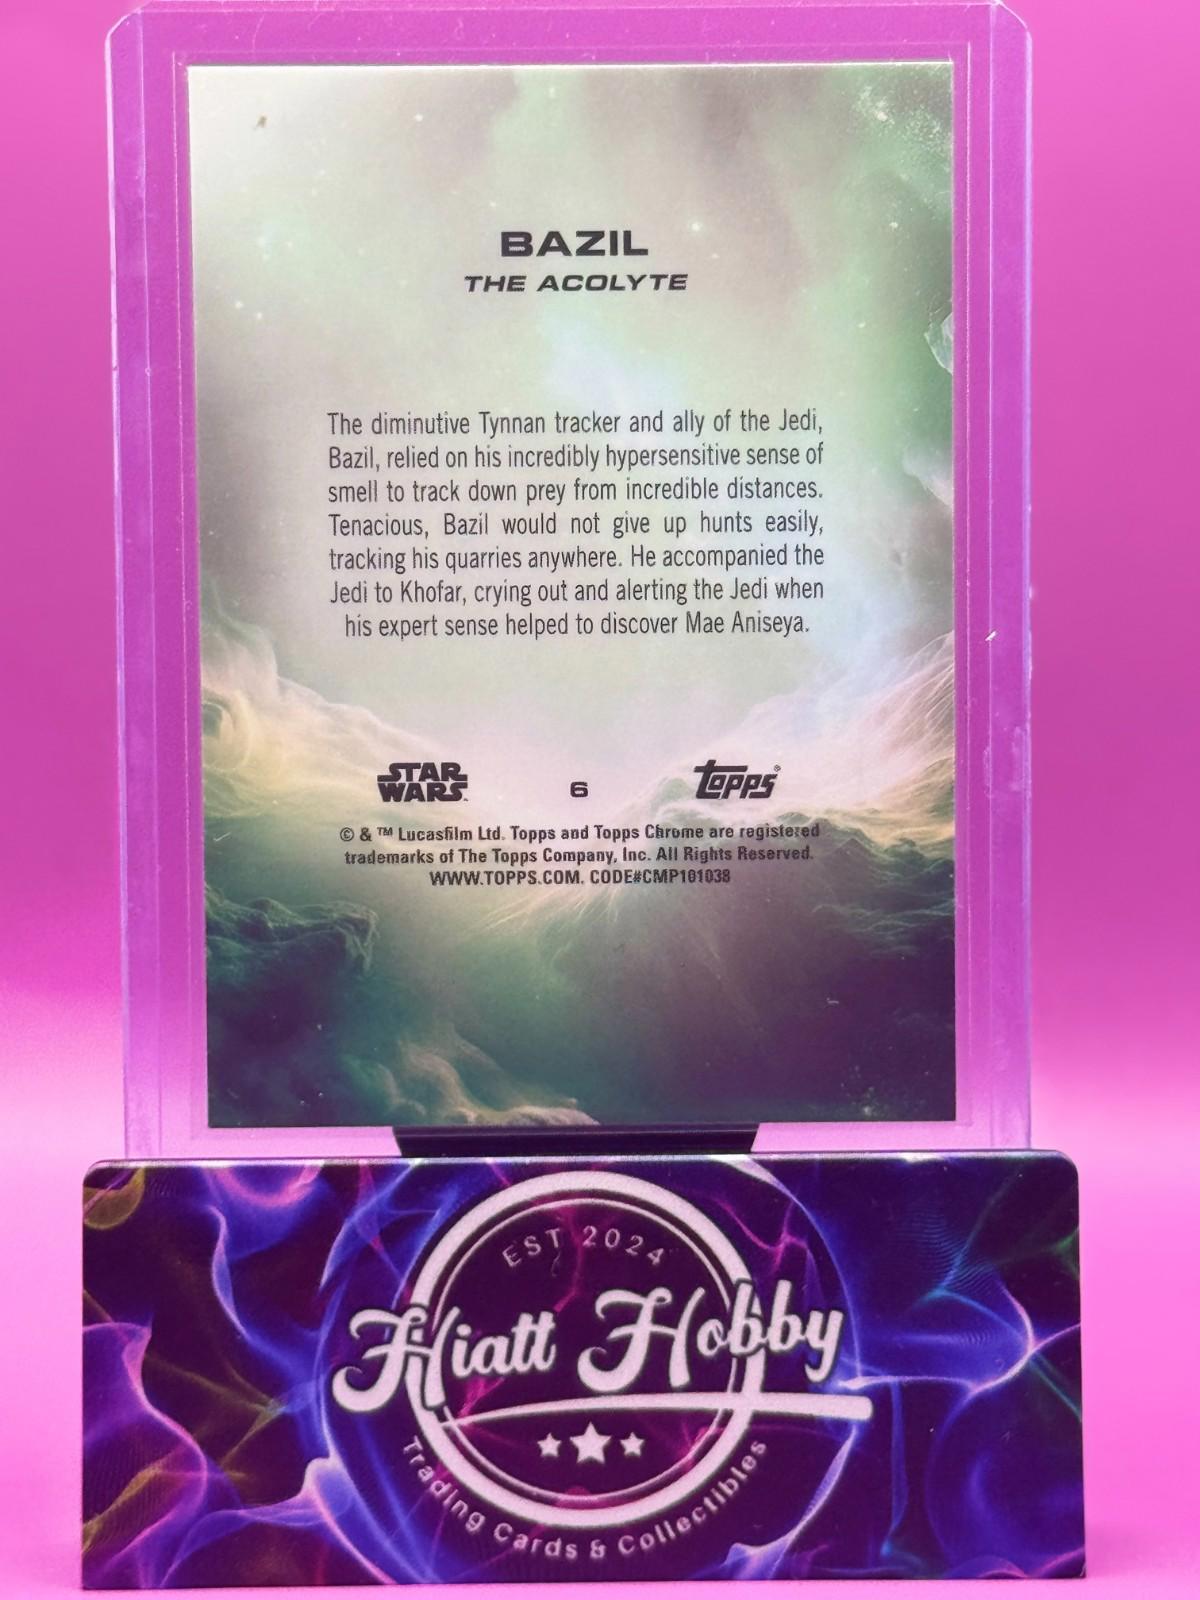 BAZIL
THE ACOLYTE
The diminutive Tynnan tracker and ally of the Jedi,
Bazil, relied on his incredibly hypersensitive sense of
smell to track down prey from incredible distances.
Tenacious, Bazil would not give up hunts easily,
tracking his quarries anywhere. He accompanied the
Jedi to Khofar, crying out and alerting the Jedi when
his expert sense helped to discover Mae Aniseya.
STAR WARS™
6
topps®
© & ™ Lucasfilm Ltd. Topps and Topps Chrome are registered
trademarks of The Topps Company, Inc. All Rights Reserved.
WWW.TOPPS.COM. CODE#CMP101038
EST 2024
Hiatt Hobby
Trading Cards & Collectibles